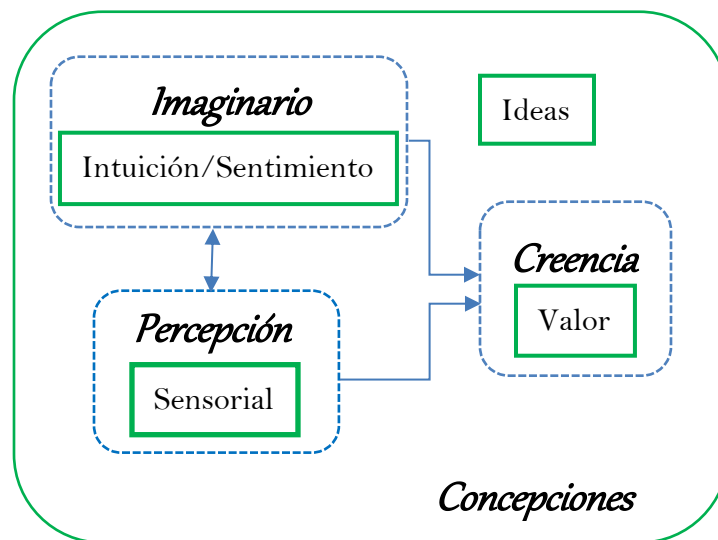 Imaginario
Intuición/Sentimiento
Ideas
Creencia
Valor
Percepción
Sensorial
Concepciones